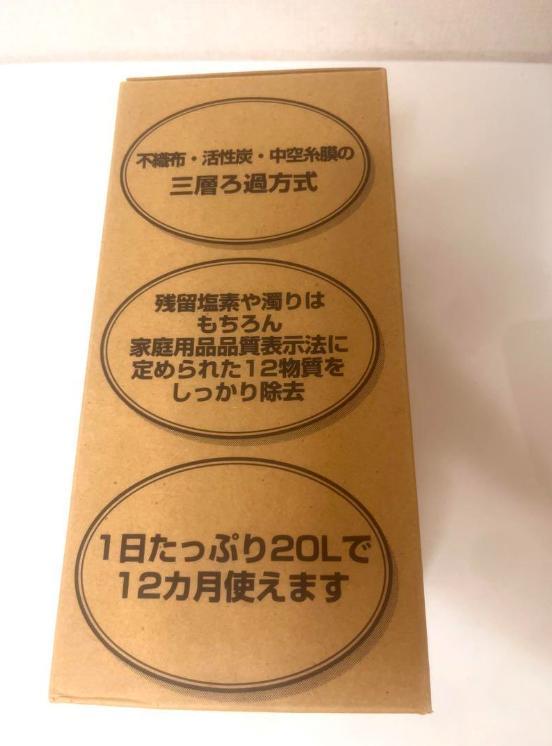 不織布・活性炭・中空糸膜の
三層ろ過方式
残留塩素や濁りは
もちろん
家庭用品品質表示法に
定められた12物質を
しっかり除去
1日たっぷり20Lで
12カ月使えます